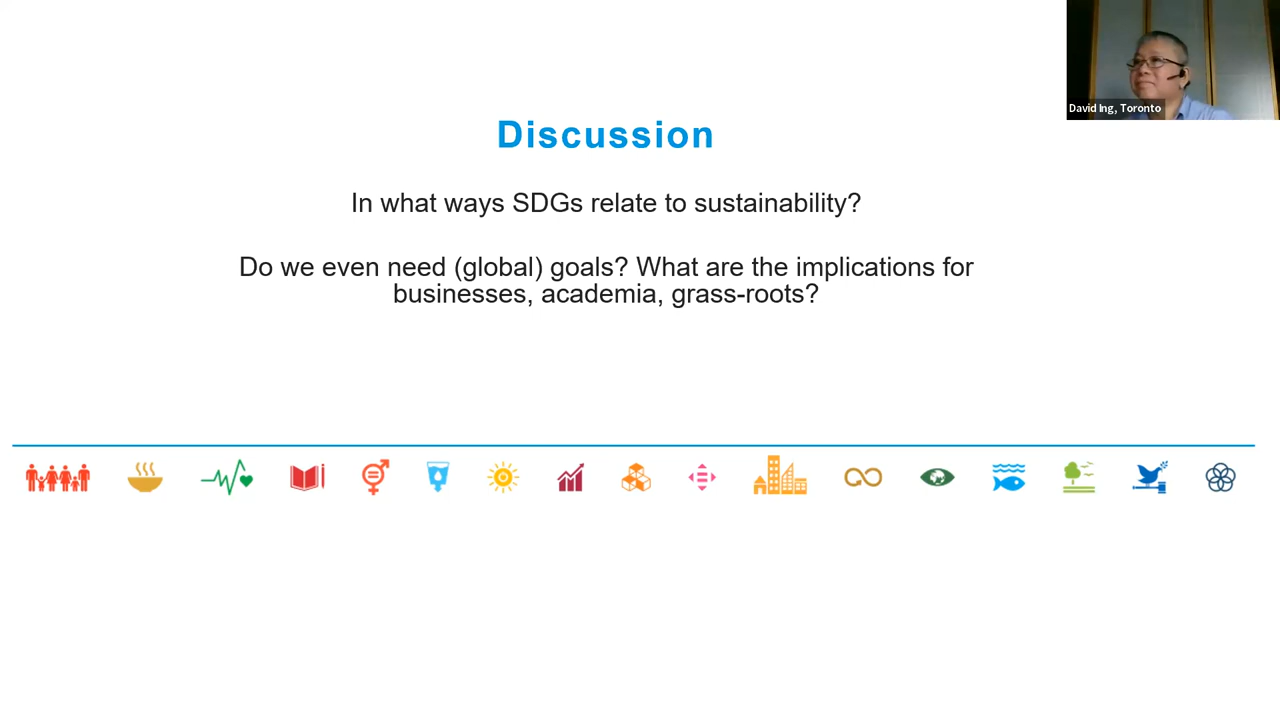 Discussion
In what ways SDGs relate to sustainability?
Do we even need (global) goals? What are the implications for
businesses, academia, grass-roots?
David Ing, Toronto